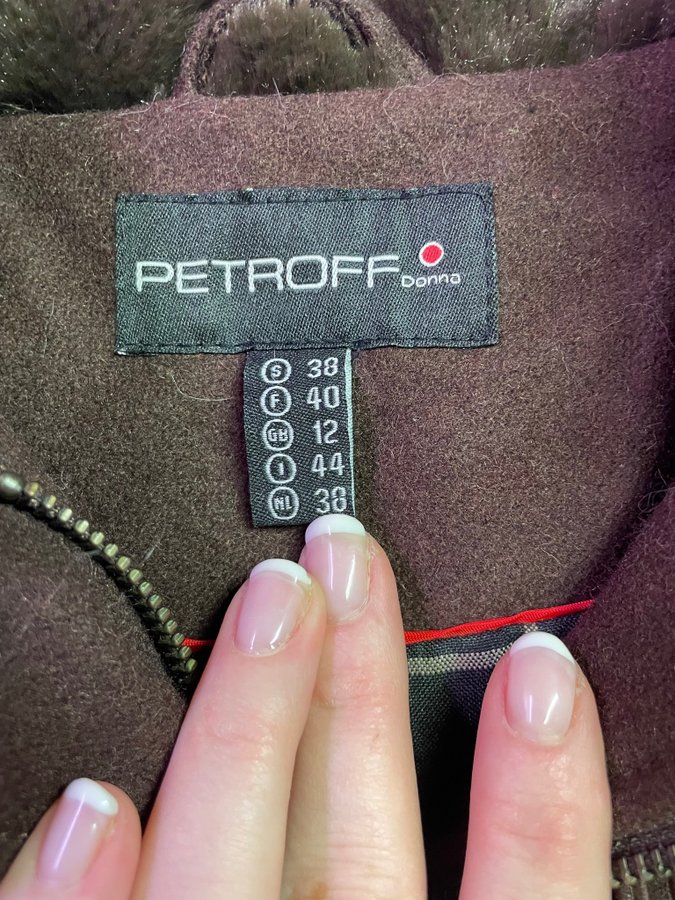 PETROFF
Donna
S 38
F 40
GB 12
I 44
NL 38